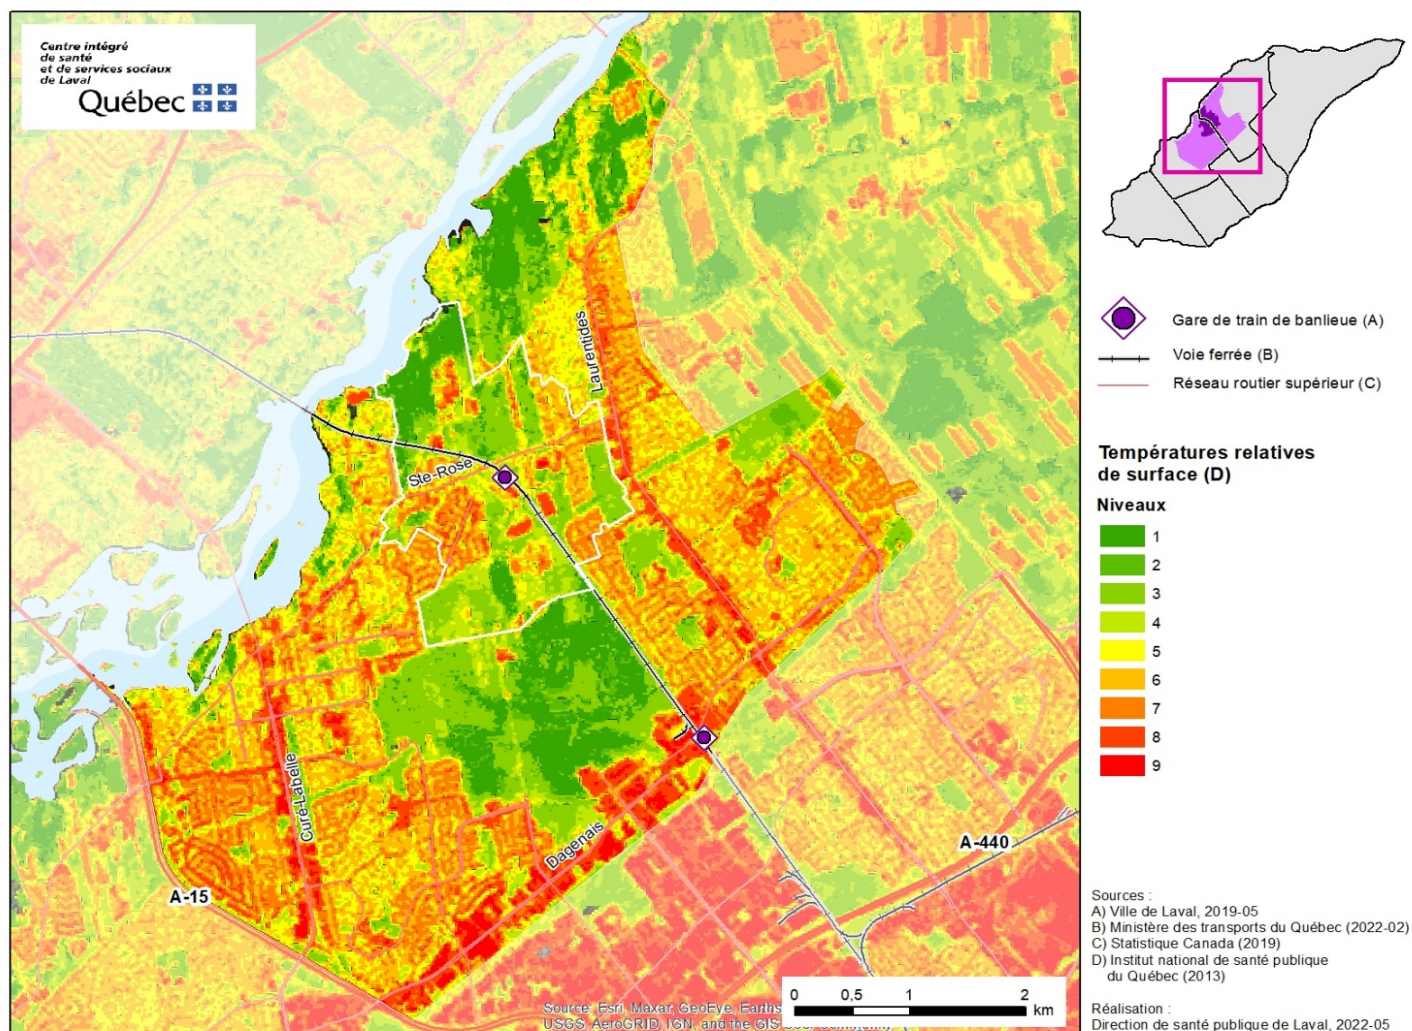 Centre intégré
de santé
et de services sociaux
de Laval
Québec
Laurentides
Ste-Rose
Curé-Labelle
Dagenais
A-15
A-440
Source: Esri, Maxar, GeoEye, Earths
USGS, AeroGRID, IGN, and the GIS User Community
0 0,5 1 2
km
Gare de train de banlieue (A)
Voie ferrée (B)
Réseau routier supérieur (C)
Températures relatives
de surface (D)
Niveaux
1
2
3
4
5
6
7
8
9
Sources :
A) Ville de Laval, 2019-05
B) Ministère des transports du Québec (2022-02)
C) Statistique Canada (2019)
D) Institut national de santé publique
du Québec (2013)
Réalisation :
Direction de santé publique de Laval, 2022-05